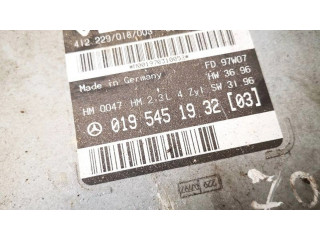 412 229/018/003
Made in Germany
FD 97W07
HW 36.96
HM 0047 HM 2.3L 4 Zyl SW 31 96
019 545 19 32 [03]